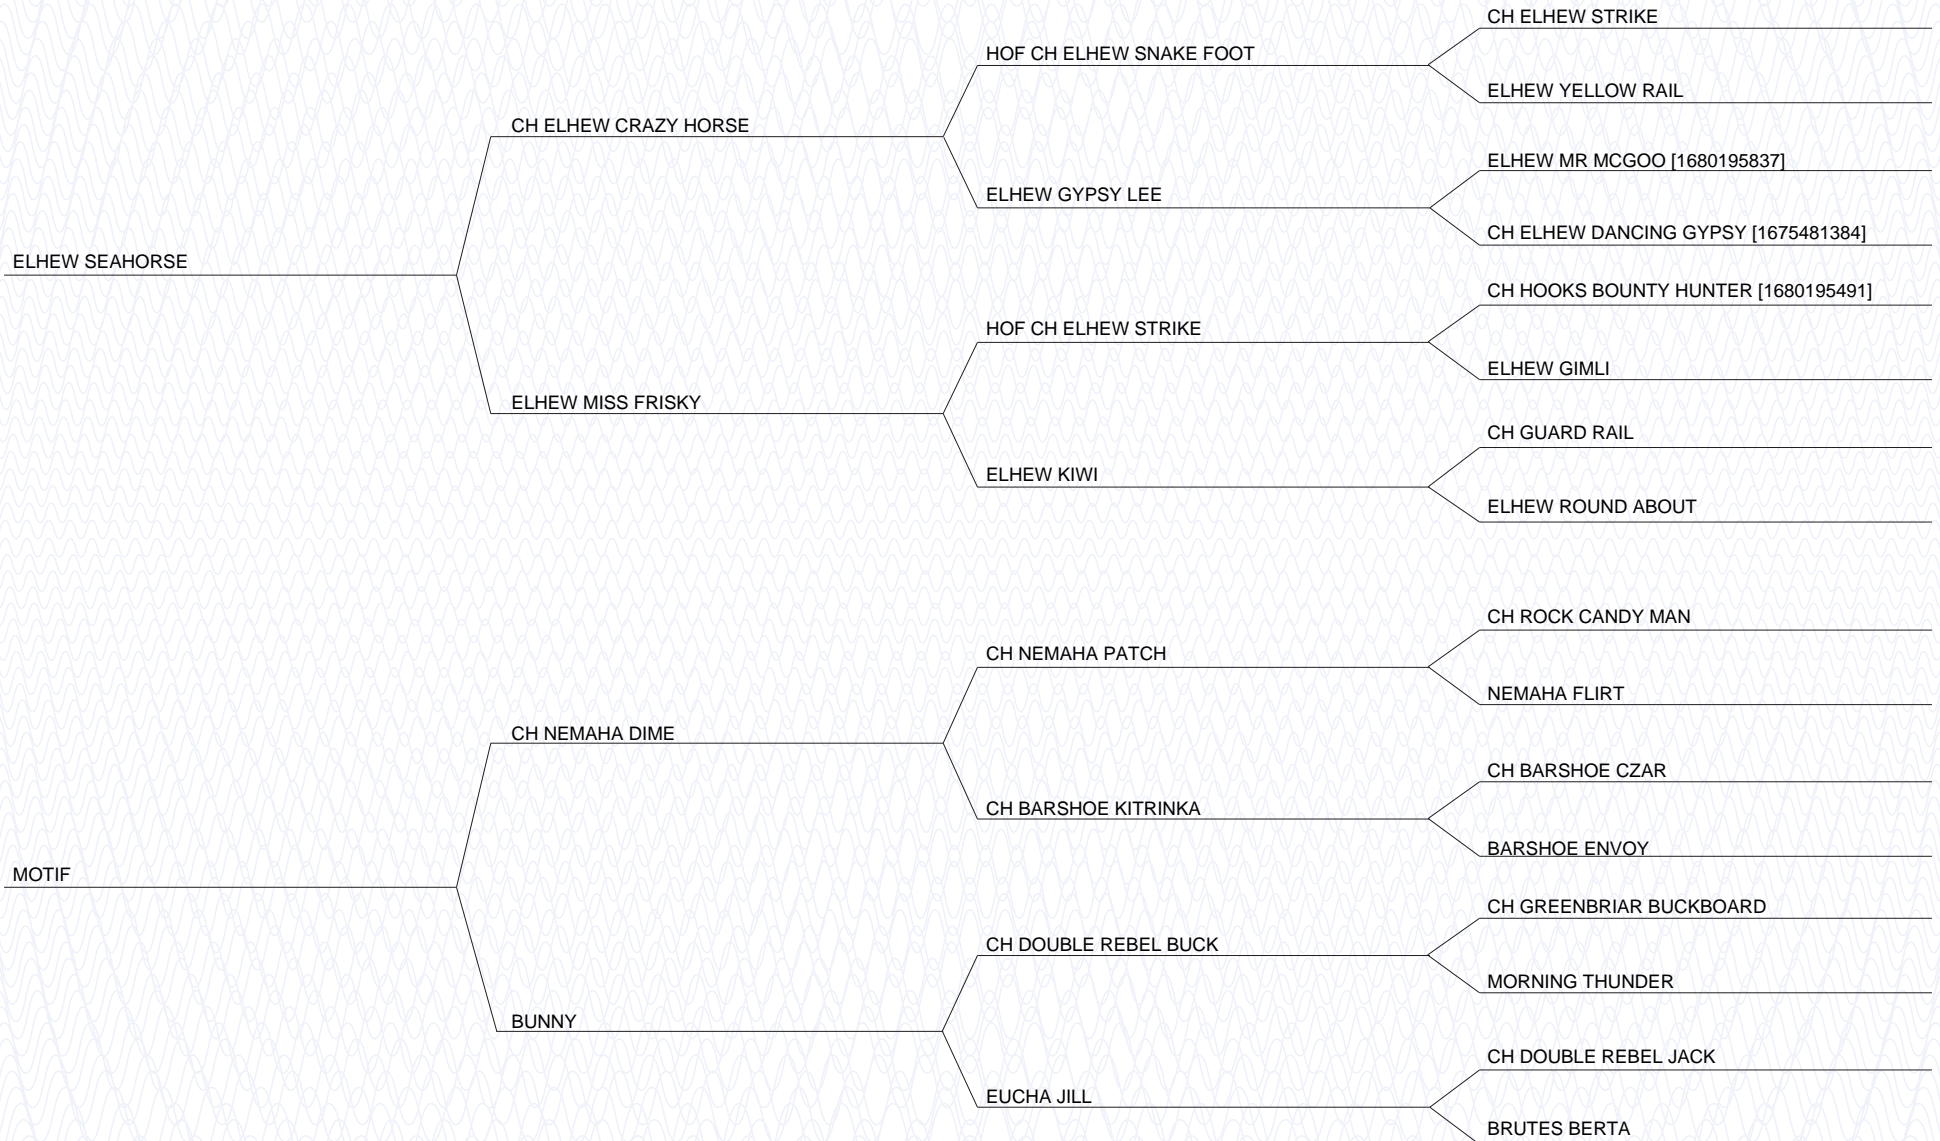 CH ELHEW STRIKE
HOF CH ELHEW SNAKE FOOT
ELHEW YELLOW RAIL
CH ELHEW CRAZY HORSE
ELHEW MR MCGOO [1680195837]
ELHEW GYPSY LEE
CH ELHEW DANCING GYPSY [1675481384]
ELHEW SEAHORSE
CH HOOKS BOUNTY HUNTER [1680195491]
HOF CH ELHEW STRIKE
ELHEW GIMLI
ELHEW MISS FRISKY
CH GUARD RAIL
ELHEW KIWI
ELHEW ROUND ABOUT
CH ROCK CANDY MAN
CH NEMAHA PATCH
NEMAHA FLIRT
CH NEMAHA DIME
CH BARSHOE CZAR
CH BARSHOE KITRINKA
BARSHOE ENVOY
MOTIF
CH GREENBRIAR BUCKBOARD
CH DOUBLE REBEL BUCK
MORNING THUNDER
BUNNY
CH DOUBLE REBEL JACK
EUCHA JILL
BRUTES BERTA